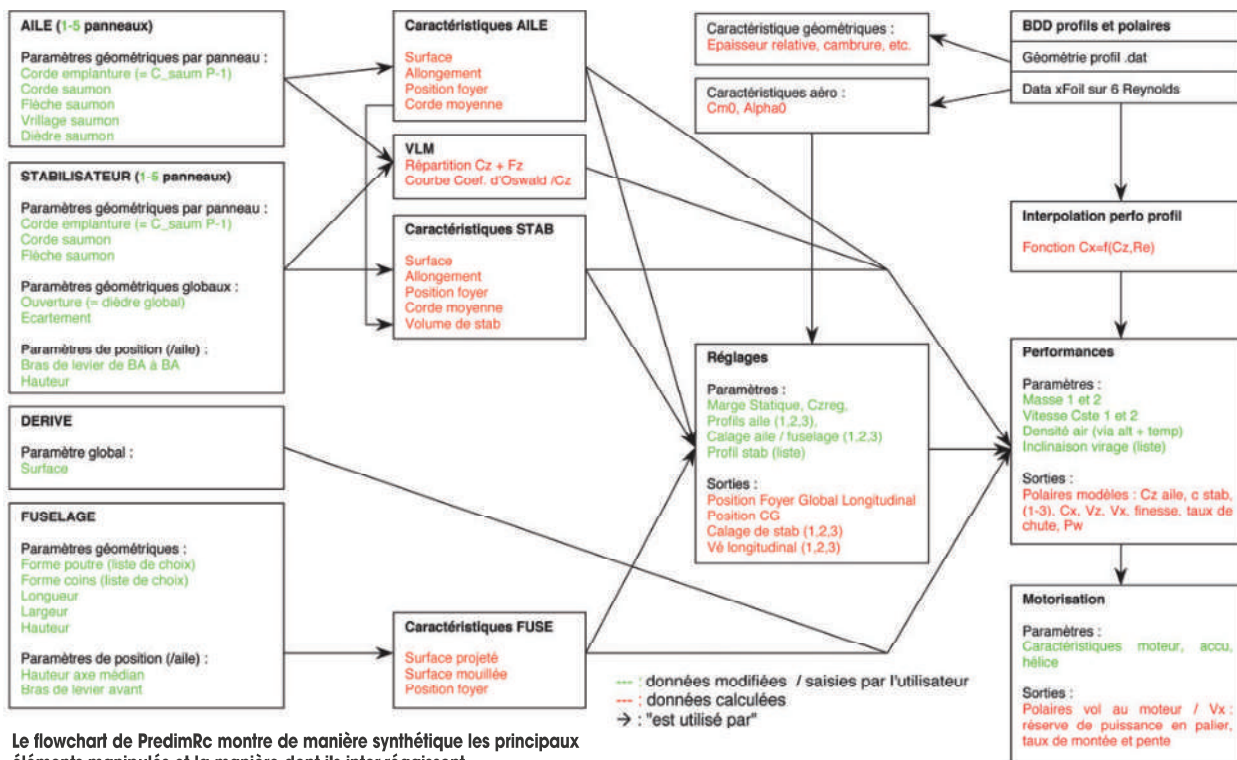 AILE (1-5 panneaux)
Paramètres géométriques par panneau :
Corde emplanture (= C_saum P-1)
Corde saumon
Flèche saumon
Vrillage saumon
Dièdre saumon
STABILISATEUR (1-5 panneaux)
Paramètres géométriques par panneau :
Corde emplanture (= C_saum P-1)
Corde saumon
Flèche saumon
Paramètres géométriques globaux :
Ouverture (= dièdre global)
Ecartement
Paramètres de position (/aile) :
Bras de levier de BA à BA
Hauteur
DERIVE
Paramètre global :
Surface
FUSELAGE
Paramètres géométriques :
Forme poutre (liste de choix)
Forme coins (liste de choix)
Longueur
Largeur
Hauteur
Paramètres de position (/aile) :
Hauteur axe médian
Bras de levier avant
Caractéristiques AILE
Surface
Allongement
Position foyer
Corde moyenne
VLM
Répartition Cz + Fz
Courbe Coef. d'Oswald /Cz
Caractéristiques STAB
Surface
Allongement
Position foyer
Corde moyenne
Volume de stab
Caractéristiques FUSE
Surface projeté
Surface mouillée
Position foyer
Caractéristique géométriques :
Epaisseur relative, cambrure, etc.
Caractéristiques aéro :
Cm0, Alpha0
Réglages
Paramètres :
Marge Statique, Czreg,
Profils aile (1,2,3),
Calage aile / fuselage (1,2,3)
Profil stab (liste)
Sorties :
Position Foyer Global Longitudinal
Position CG
Calage de stab (1,2,3)
Vé longitudinal (1,2,3)
BDD profils et polaires
Géométrie profil .dat
Data xFoil sur 6 Reynolds
Interpolation perfo profil
Fonction Cx=f(Cz,Re)
Performances
Paramètres :
Masse 1 et 2
Vitesse Cste 1 et 2
Densité air (via alt + temp)
Inclinaison virage (liste)
Sorties :
Polaires modèles : Cz aile, c stab,
(1-3). Cx. Vz. Vx. finesse. taux de
chute, Pw
Motorisation
Paramètres :
Caractéristiques moteur, accu,
hélice
Sorties :
Polaires vol au moteur / Vx :
réserve de puissance en palier,
taux de montée et pente
--- : données modifiées / saisies par l'utilisateur
--- : données calculées
→ : "est utilisé par"
Le flowchart de PredimRc montre de manière synthétique les principaux
éléments manipulés et la manière dont ils inter-réagissent